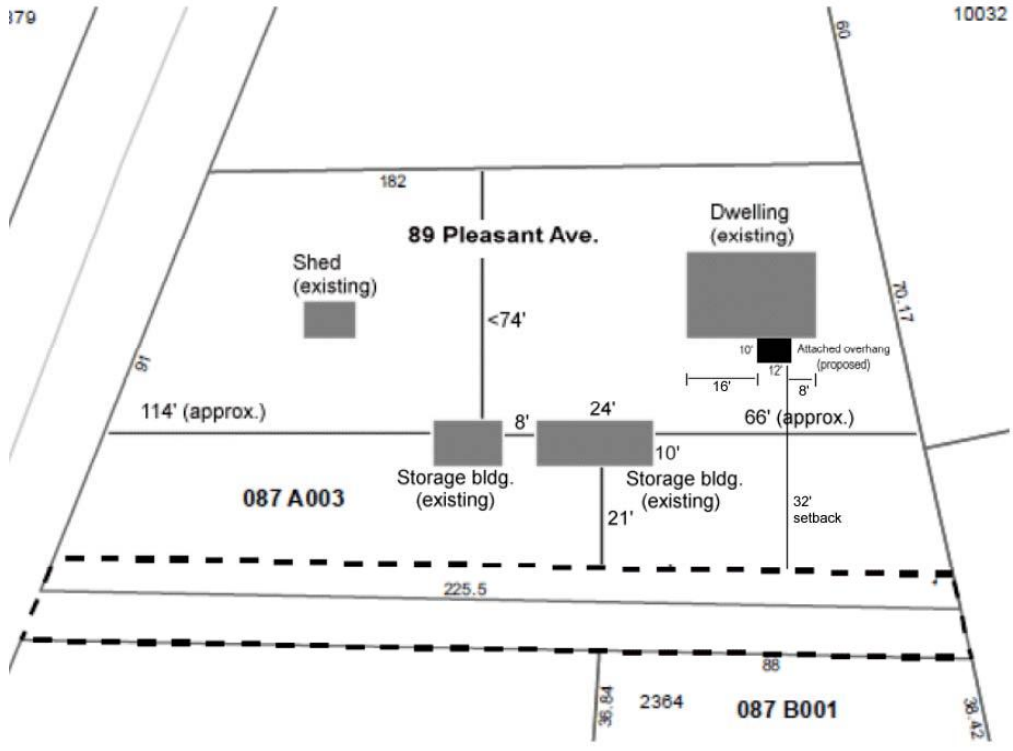 379
10032
60
182
89 Pleasant Ave.
Dwelling
(existing)
Shed
(existing)
<74'
70.17
10'
Attached overhang
(proposed)
12'
16'
8'
91
114' (approx.)
8'
24'
66' (approx.)
10'
Storage bldg.
(existing)
Storage bldg.
(existing)
087 A003
21'
32'
setback
225.5
88
36.84
2364
087 B001
38.42